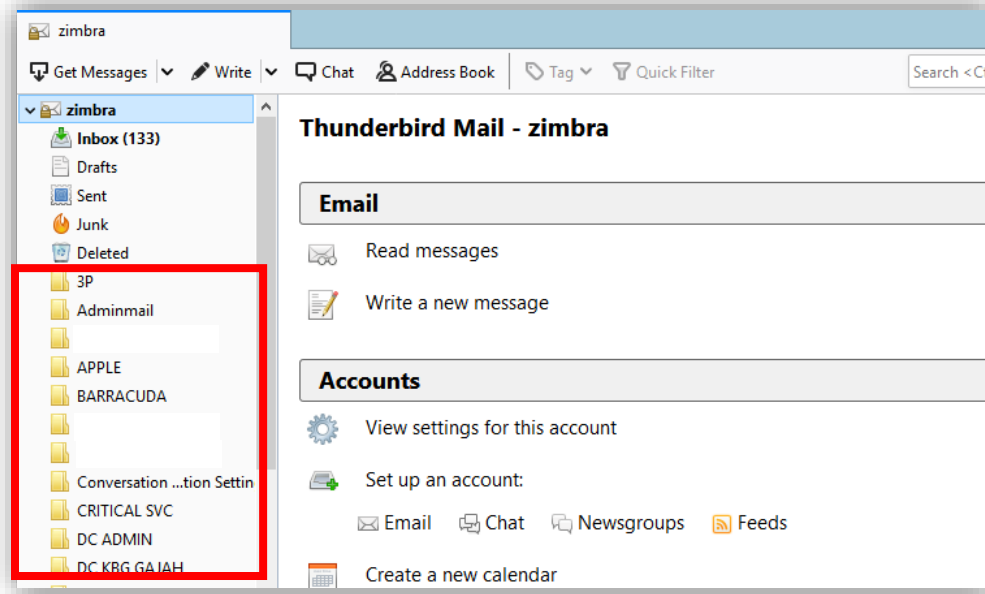 zimbra
Get Messages Write Chat Address Book Tag Quick Filter Search <Ct
zimbra
Inbox (133)
Drafts
Sent
Junk
Deleted
3P
Adminmail
APPLE
BARRACUDA
Conversation ...tion Settin
CRITICAL SVC
DC ADMIN
DC KBG GAJAH
Thunderbird Mail - zimbra
Email
Read messages
Write a new message
Accounts
View settings for this account
Set up an account:
Email Chat Newsgroups Feeds
Create a new calendar